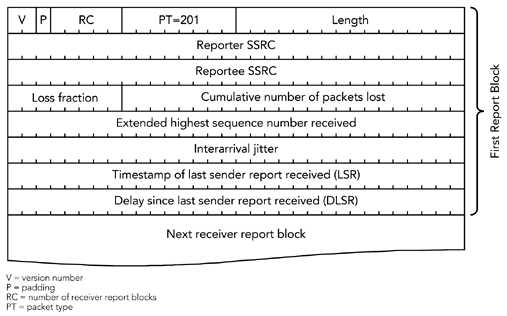 V P RC PT=201 Length
Reporter SSRC
Reportee SSRC
Loss fraction Cumulative number of packets lost
Extended highest sequence number received
Interarrival jitter
Timestamp of last sender report received (LSR)
Delay since last sender report received (DLSR)
Next receiver report block
First Report Block
V = version number
P = padding
RC = number of receiver report blocks
PT = packet type